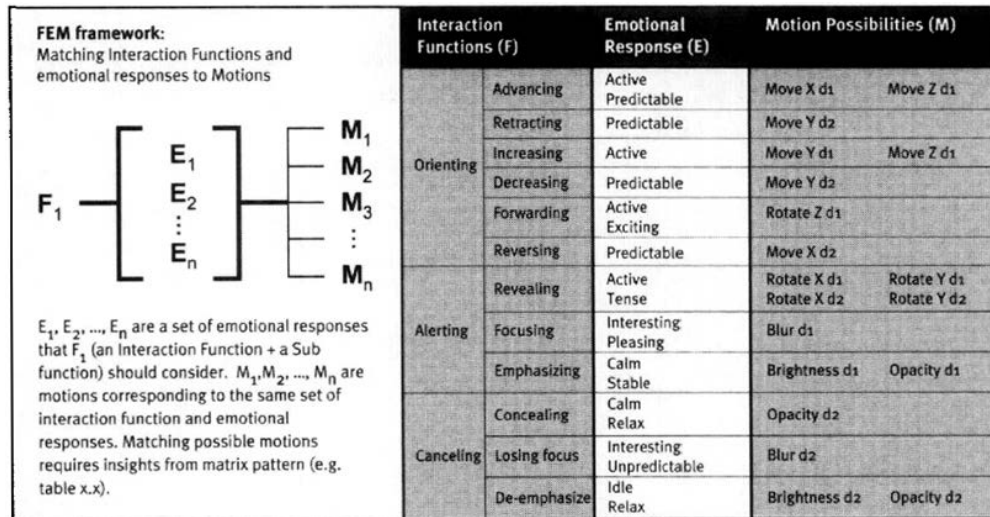 FEM framework:
Matching Interaction Functions and
emotional responses to Motions
F1
E1
E2
⋮
En
M1
M2
M3
⋮
Mn
E1, E2, ..., En are a set of emotional responses
that F1 (an Interaction Function + a Sub
function) should consider. M1,M2, ..., Mn are
motions corresponding to the same set of
interaction function and emotional
responses. Matching possible motions
requires insights from matrix pattern (e.g.
table x.x).
Interaction Functions (F) Emotional Response (E) Motion Possibilities (M)
Orienting
Advancing Active Predictable Move X d1 Move Z d1
Retracting Predictable Move Y d2
Increasing Active Move Y d1 Move Z d1
Decreasing Predictable Move Y d2
Forwarding Active Exciting Rotate Z d1
Reversing Predictable Move X d2
Alerting
Revealing Active Tense Rotate X d1 Rotate Y d1 Rotate X d2 Rotate Y d2
Focusing Interesting Pleasing Blur d1
Emphasizing Calm Stable Brightness d1 Opacity d1
Canceling
Concealing Calm Relax Opacity d2
Losing focus Interesting Unpredictable Blur d2
De-emphasize Idle Relax Brightness d2 Opacity d2